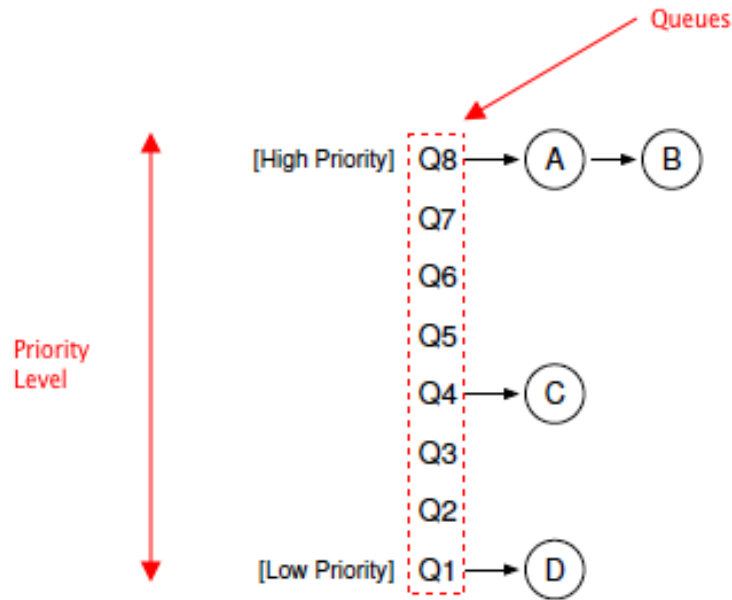 Queues
[High Priority] Q8 A B
Q7
Q6
Q5
Priority
Level
Q4 C
Q3
Q2
[Low Priority] Q1 D